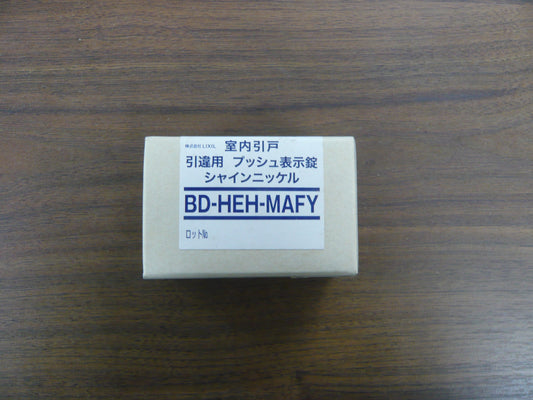 株式会社LIXIL 室内引戸
引違用 プッシュ表示錠
シャインニッケル
BD-HEH-MAFY
ロット№